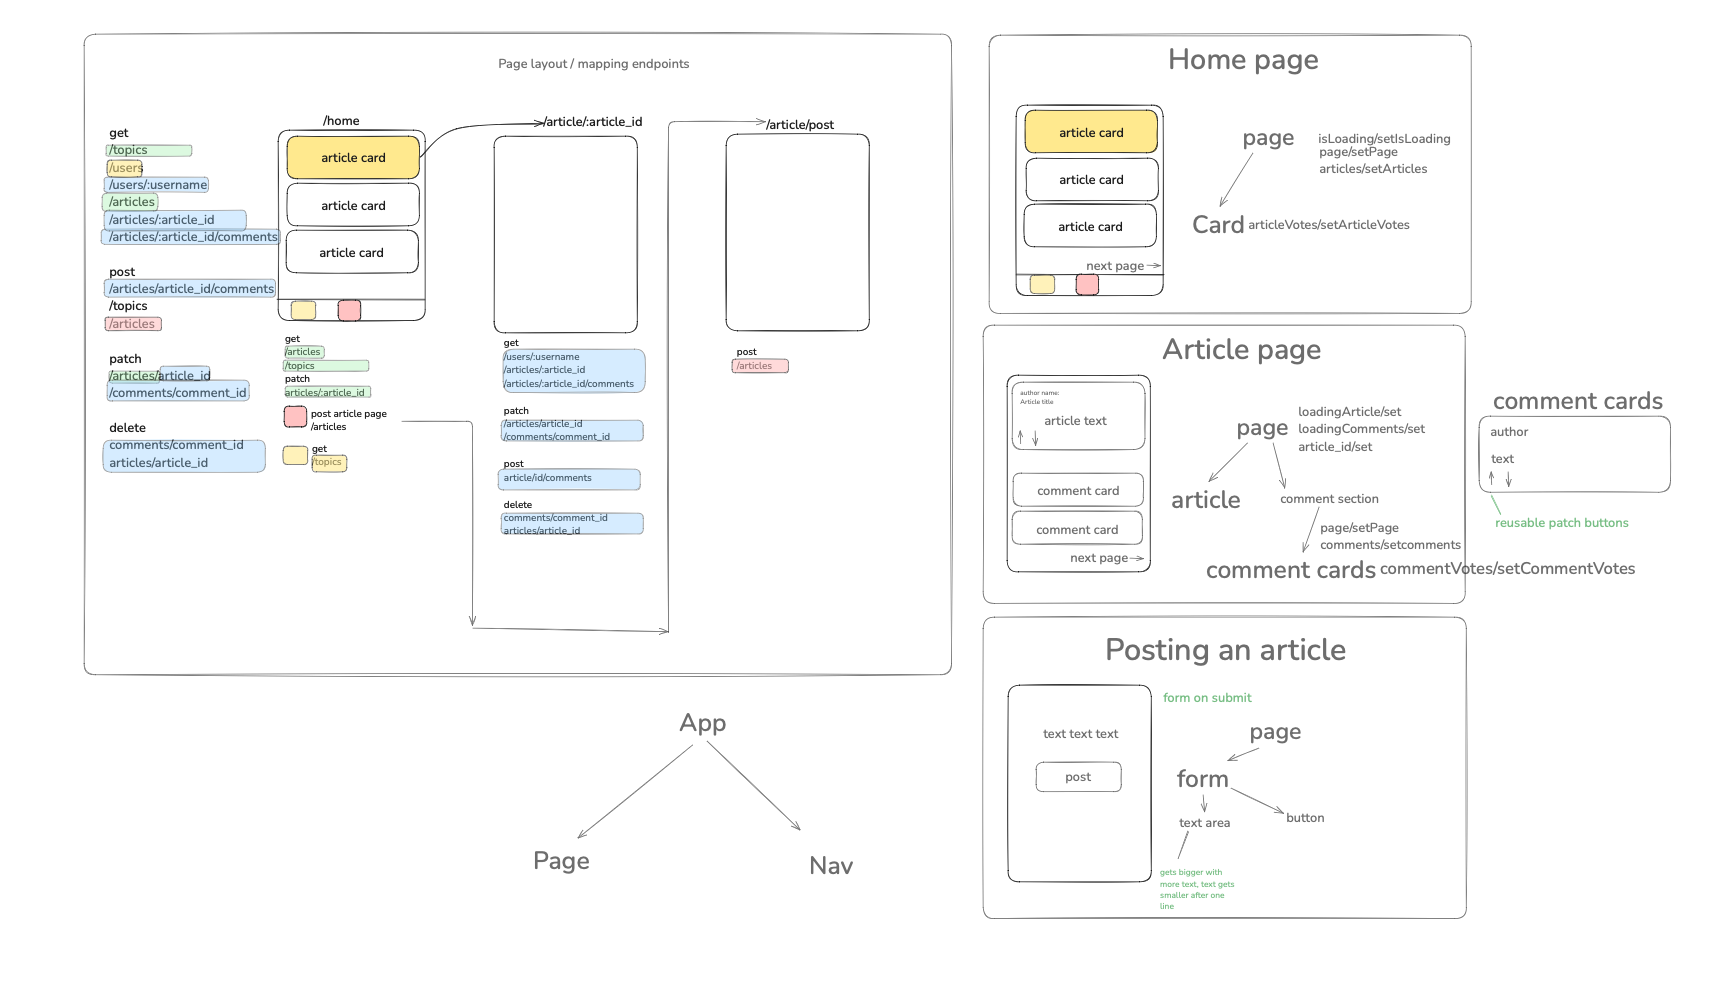 Page layout / mapping endpoints
get
/topics
/users
/users/:username
/articles
/articles/:article_id
/articles/:article_id/comments
post
/articles/article_id/comments
/topics
/articles
patch
/articles/article_id
/comments/comment_id
delete
comments/comment_id
articles/article_id
/home
article card
article card
article card
get
/articles
/topics
patch
articles/:article_id
post article page
/articles
get
/topics
/article/:article_id
get
/users/:username
/articles/:article_id
/articles/:article_id/comments
patch
/articles/article_id
/comments/comment_id
post
article/id/comments
delete
comments/comment_id
articles/article_id
/article/post
post
/articles
App
Page
Nav
Home page
article card
article card
article card
next page
page
isLoading/setIsLoading
page/setPage
articles/setArticles
Card
articleVotes/setArticleVotes
Article page
author name:
Article title
article text
comment card
comment card
next page
page
loadingArticle/set
loadingComments/set
article_id/set
article
comment section
page/setPage
comments/setcomments
comment cards
commentVotes/setCommentVotes
comment cards
author
text
reusable patch buttons
Posting an article
text text text
post
form on submit
page
form
text area
button
gets bigger with
more text, text gets
smaller after one
line